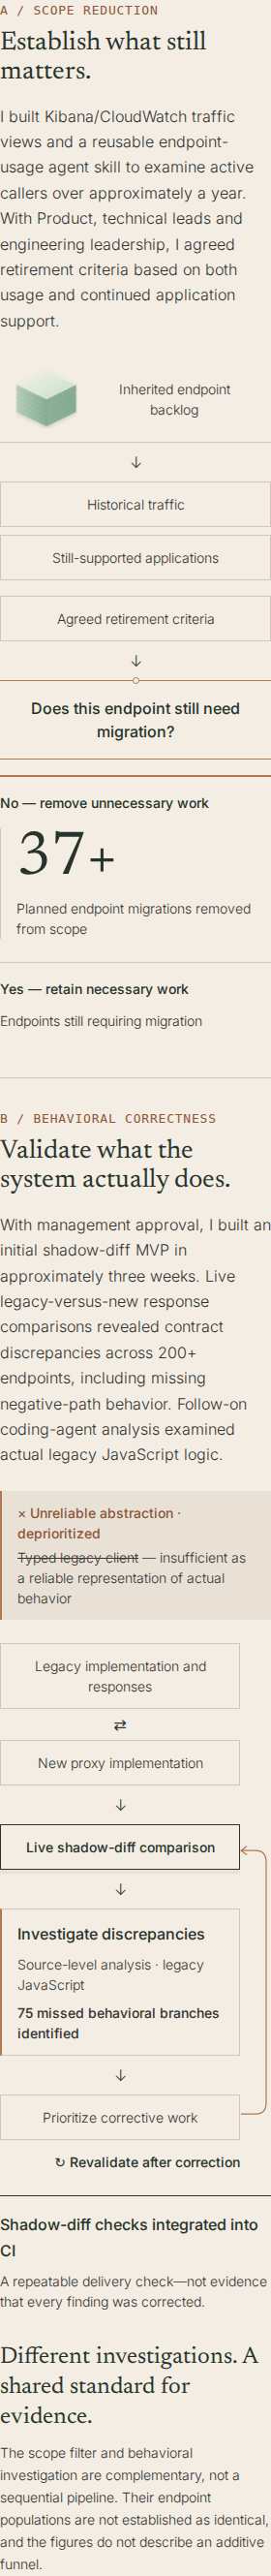 A / SCOPE REDUCTION
Establish what still
matters.
I built Kibana/CloudWatch traffic
views and a reusable endpoint-
usage agent skill to examine active
callers over approximately a year.
With Product, technical leads and
engineering leadership, I agreed
retirement criteria based on both
usage and continued application
support.
Inherited endpoint
backlog
↓
Historical traffic
Still-supported applications
Agreed retirement criteria
↓
Does this endpoint still need
migration?
No — remove unnecessary work
37+
Planned endpoint migrations removed
from scope
Yes — retain necessary work
Endpoints still requiring migration
B / BEHAVIORAL CORRECTNESS
Validate what the
system actually does.
With management approval, I built an
initial shadow-diff MVP in
approximately three weeks. Live
legacy-versus-new response
comparisons revealed contract
discrepancies across 200+
endpoints, including missing
negative-path behavior. Follow-on
coding-agent analysis examined
actual legacy JavaScript logic.
× Unreliable abstraction ·
deprioritized
Typed legacy client — insufficient as
a reliable representation of actual
behavior
Legacy implementation and
responses
⇄
New proxy implementation
↓
Live shadow-diff comparison
↓
Investigate discrepancies
Source-level analysis · legacy
JavaScript
75 missed behavioral branches
identified
↓
Prioritize corrective work
↻ Revalidate after correction
Shadow-diff checks integrated into
CI
A repeatable delivery check—not evidence
that every finding was corrected.
Different investigations. A
shared standard for
evidence.
The scope filter and behavioral
investigation are complementary, not a
sequential pipeline. Their endpoint
populations are not established as identical,
and the figures do not describe an additive
funnel.